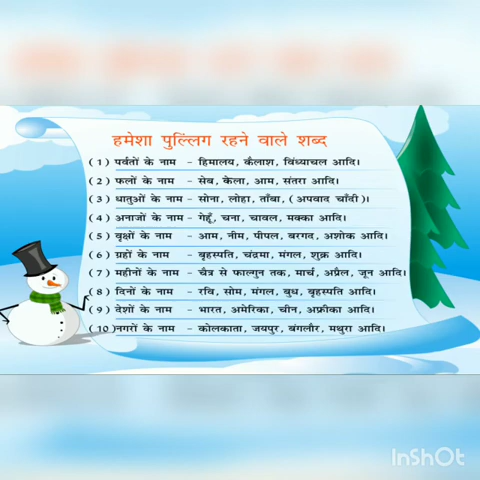 हमेशा पुल्लिंग रहने वाले शब्द
(1) पर्वतों के नाम - हिमालय, कैलाश, विंध्याचल आदि।
(2) फलों के नाम - सेब, केला, आम, संतरा आदि।
(3) धातुओं के नाम - सोना, लोहा, ताँबा, (अपवाद चाँदी)।
(4) अनाजों के नाम - गेहूँ, चना, चावल, मक्का आदि।
(5) वृक्षों के नाम - आम, नीम, पीपल, बरगद, अशोक आदि।
(6) ग्रहों के नाम - बृहस्पति, चंद्रमा, मंगल, शुक्र आदि।
(7) महीनों के नाम - चैत्र से फाल्गुन तक, मार्च, अप्रैल, जून आदि।
(8) दिनों के नाम - रवि, सोम, मंगल, बुध, बृहस्पति आदि।
(9) देशों के नाम - भारत, अमेरिका, चीन, अफ्रीका आदि।
(10) नगरों के नाम - कोलकाता, जयपुर, बंगलौर, मथुरा आदि।
InShOt